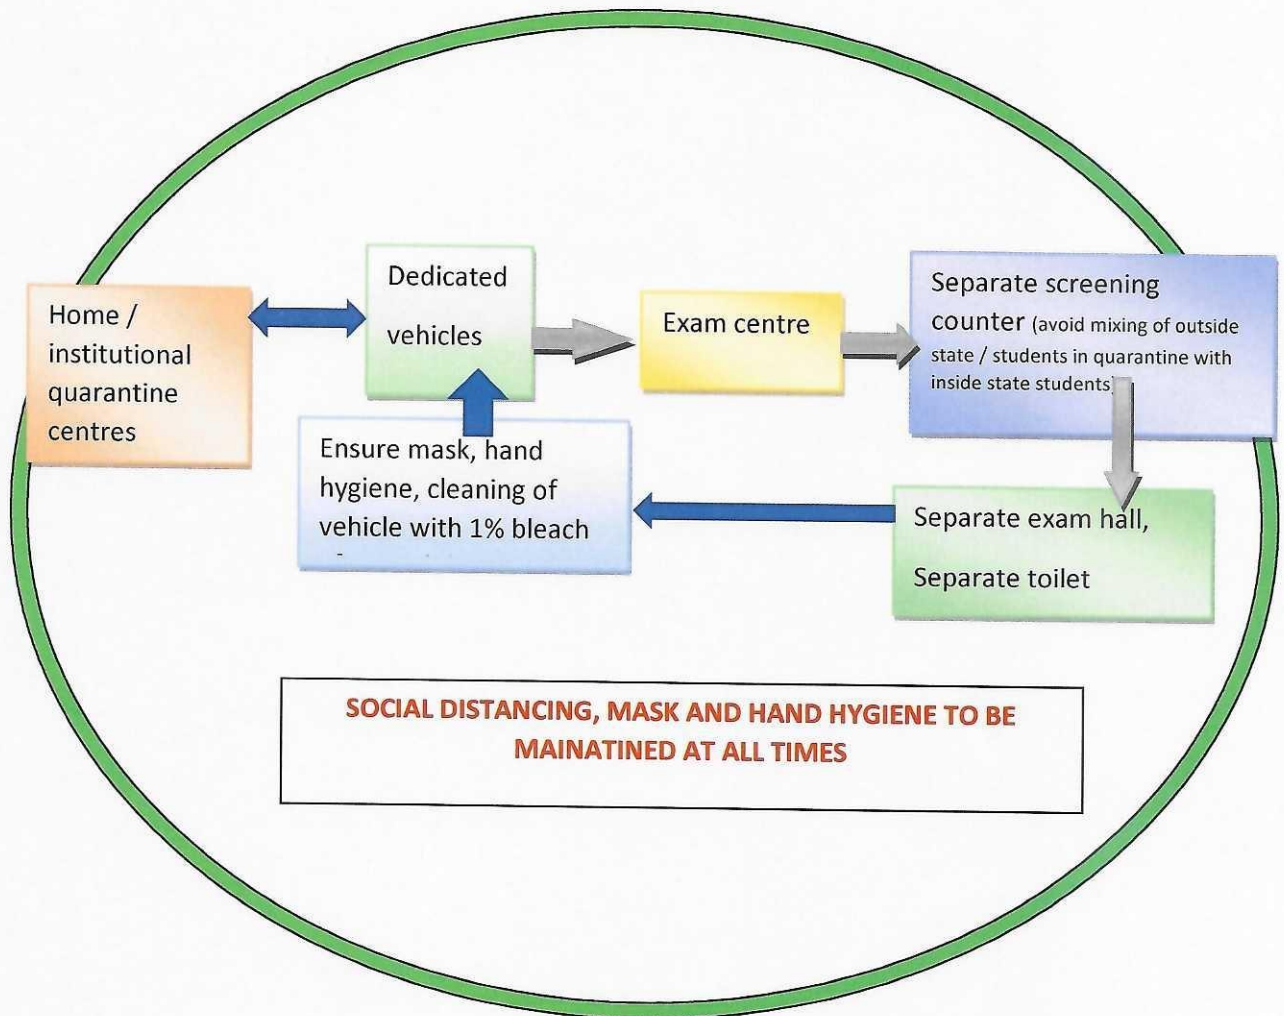 Home /
institutional
quarantine
centres
Dedicated
vehicles
Exam centre
Separate screening
counter (avoid mixing of outside
state / students in quarantine with
inside state students)
Ensure mask, hand
hygiene, cleaning of
vehicle with 1% bleach
Separate exam hall,
Separate toilet
SOCIAL DISTANCING, MASK AND HAND HYGIENE TO BE
MAINATINED AT ALL TIMES